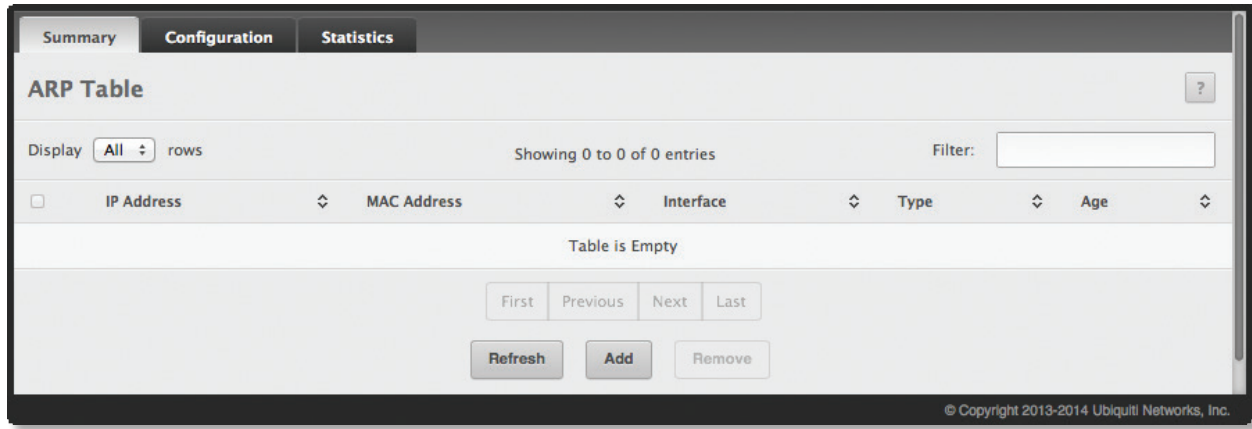 Summary Configuration Statistics
ARP Table ?
Display All rows Showing 0 to 0 of 0 entries Filter:
IP Address MAC Address Interface Type Age
Table is Empty
First Previous Next Last
Refresh Add Remove
© Copyright 2013-2014 Ubiquiti Networks, Inc.